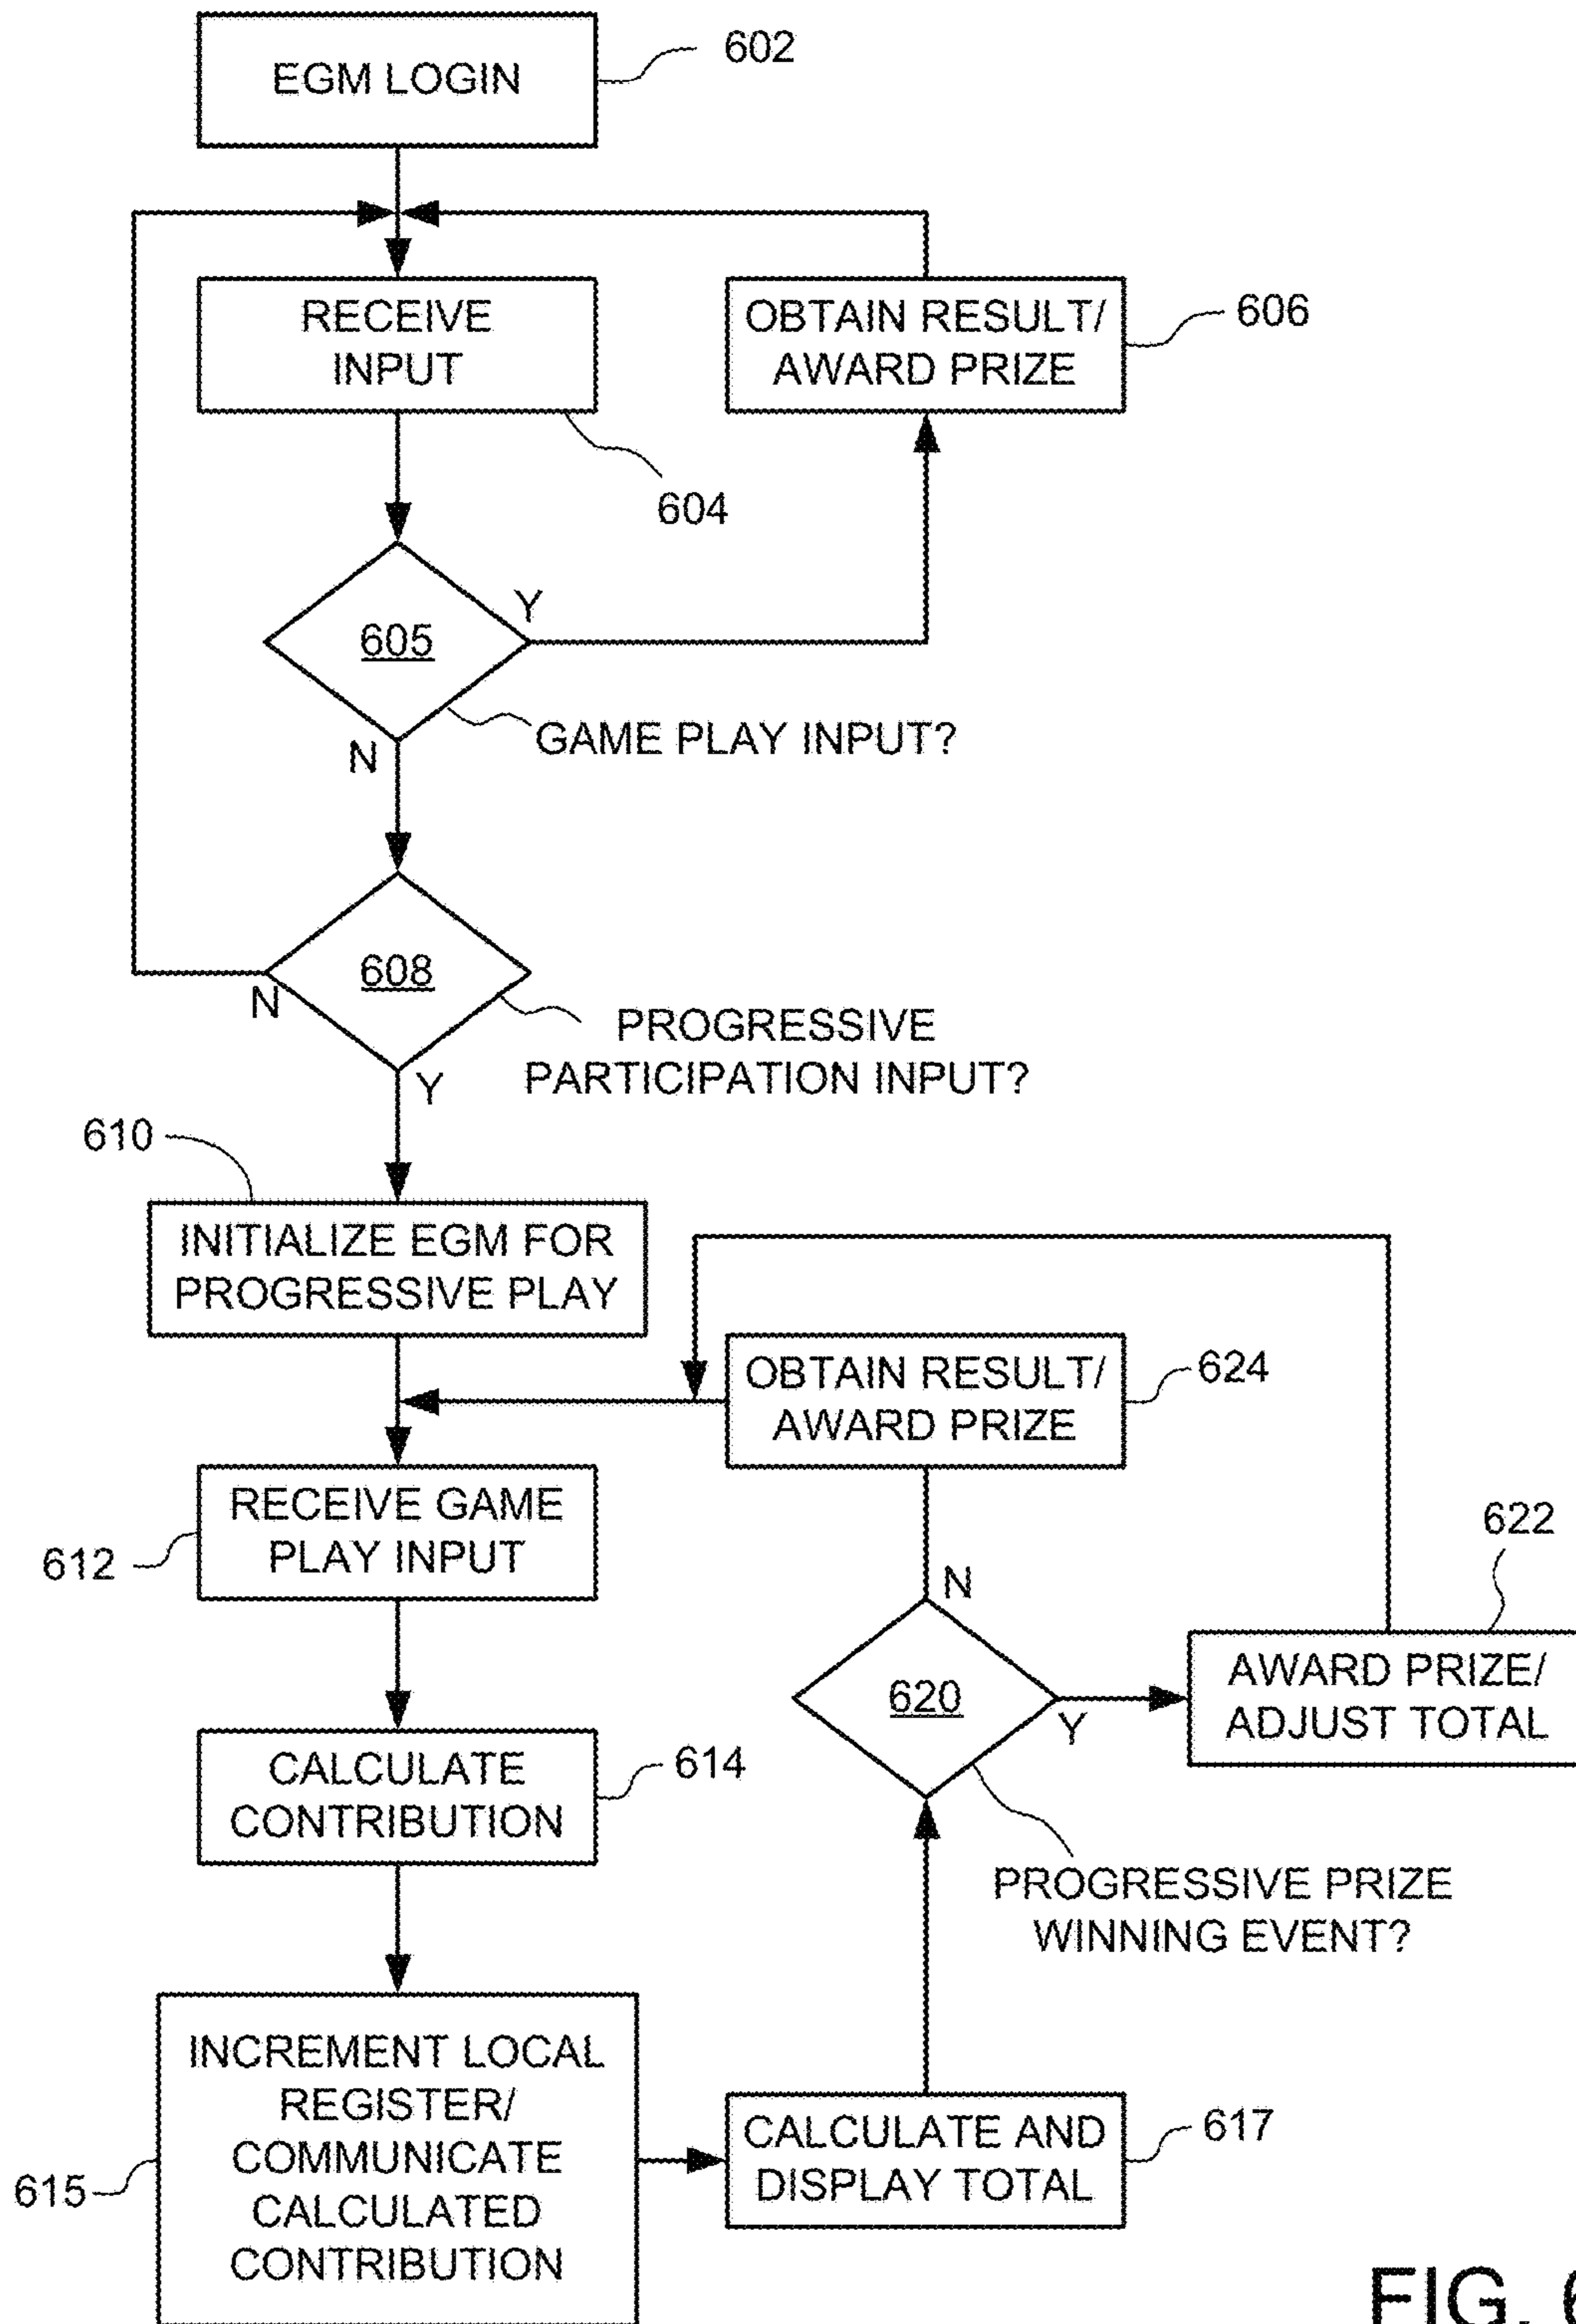 EGM LOGIN
602
RECEIVE
INPUT
604
OBTAIN RESULT/
AWARD PRIZE
606
605
Y
N
GAME PLAY INPUT?
608
N
Y
PROGRESSIVE
PARTICIPATION INPUT?
610
INITIALIZE EGM FOR
PROGRESSIVE PLAY
OBTAIN RESULT/
AWARD PRIZE
624
RECEIVE GAME
PLAY INPUT
612
622
N
620
Y
AWARD PRIZE/
ADJUST TOTAL
CALCULATE
CONTRIBUTION
614
PROGRESSIVE PRIZE
WINNING EVENT?
INCREMENT LOCAL
REGISTER/
COMMUNICATE
CALCULATED
CONTRIBUTION
615
CALCULATE AND
DISPLAY TOTAL
617
FIG. 6